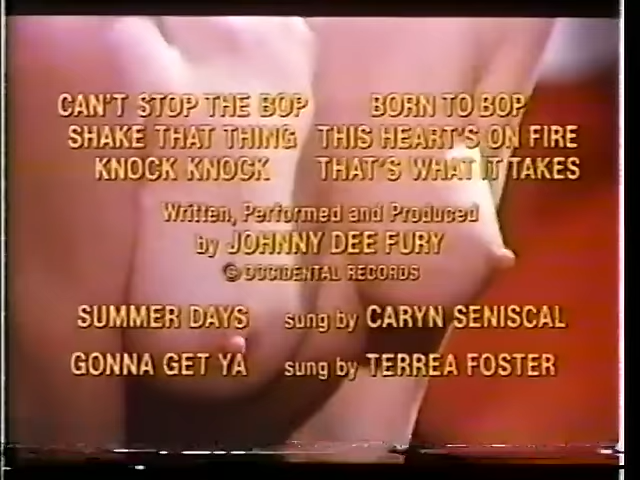 CAN'T STOP THE BOP BORN TO BOP
SHAKE THAT THING THIS HEART'S ON FIRE
KNOCK KNOCK THAT'S WHAT IT TAKES
Written, Performed and Produced
by JOHNNY DEE FURY
© OCCIDENTAL RECORDS
SUMMER DAYS sung by CARYN SENISCAL
GONNA GET YA sung by TERREA FOSTER